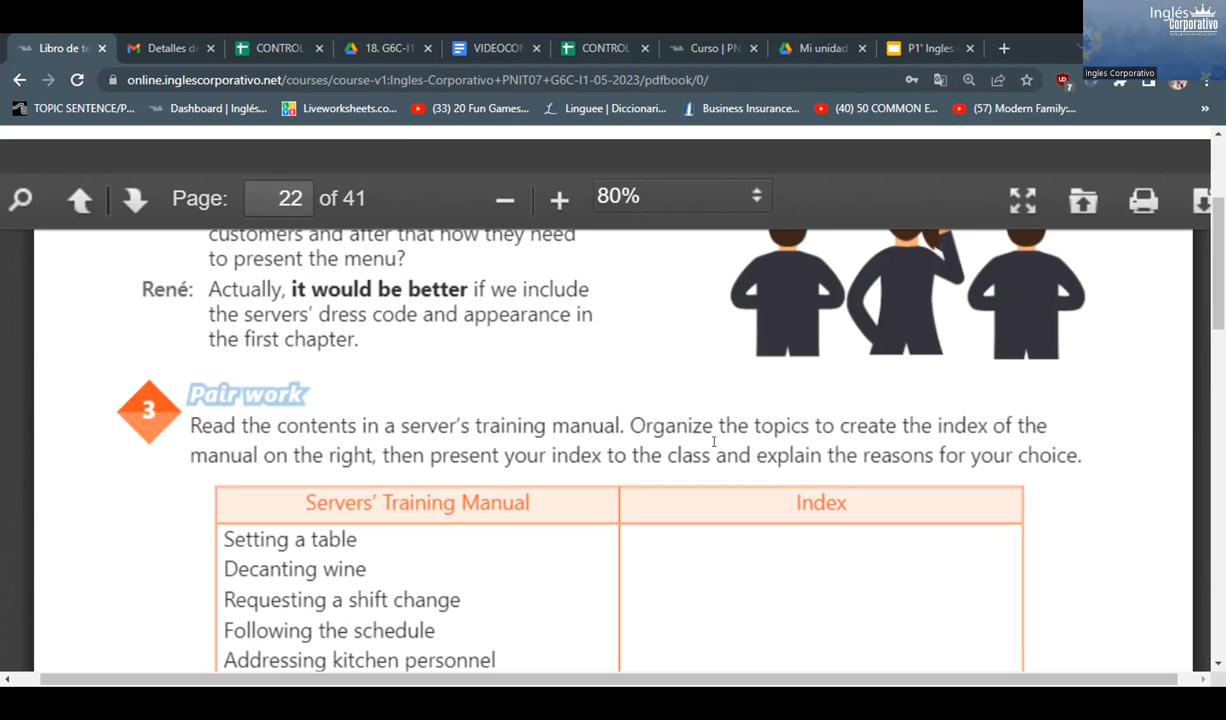 Inglés
Corporativo
Ingles Corporativo
Libro de te
Detalles de
CONTROL
18. G6C-I1
VIDEOCON
CONTROL
Curso | PN
Mi unidad
P1' Ingles
online.inglescorporativo.net/courses/course-v1:Ingles-Corporativo+PNIT07+G6C-I1-05-2023/pdfbook/0/
7
TOPIC SENTENCE/P...
Dashboard | Inglés...
Liveworksheets.co...
(33) 20 Fun Games...
Linguee | Diccionari...
Business Insurance...
(40) 50 COMMON E...
(57) Modern Family:...
Page: 22 of 41
80%
customers and after that how they need
to present the menu?
René: Actually, it would be better if we include
the servers' dress code and appearance in
the first chapter.
3
Pair work
Read the contents in a server's training manual. Organize the topics to create the index of the
manual on the right, then present your index to the class and explain the reasons for your choice.
Servers' Training Manual
Index
Setting a table
Decanting wine
Requesting a shift change
Following the schedule
Addressing kitchen personnel